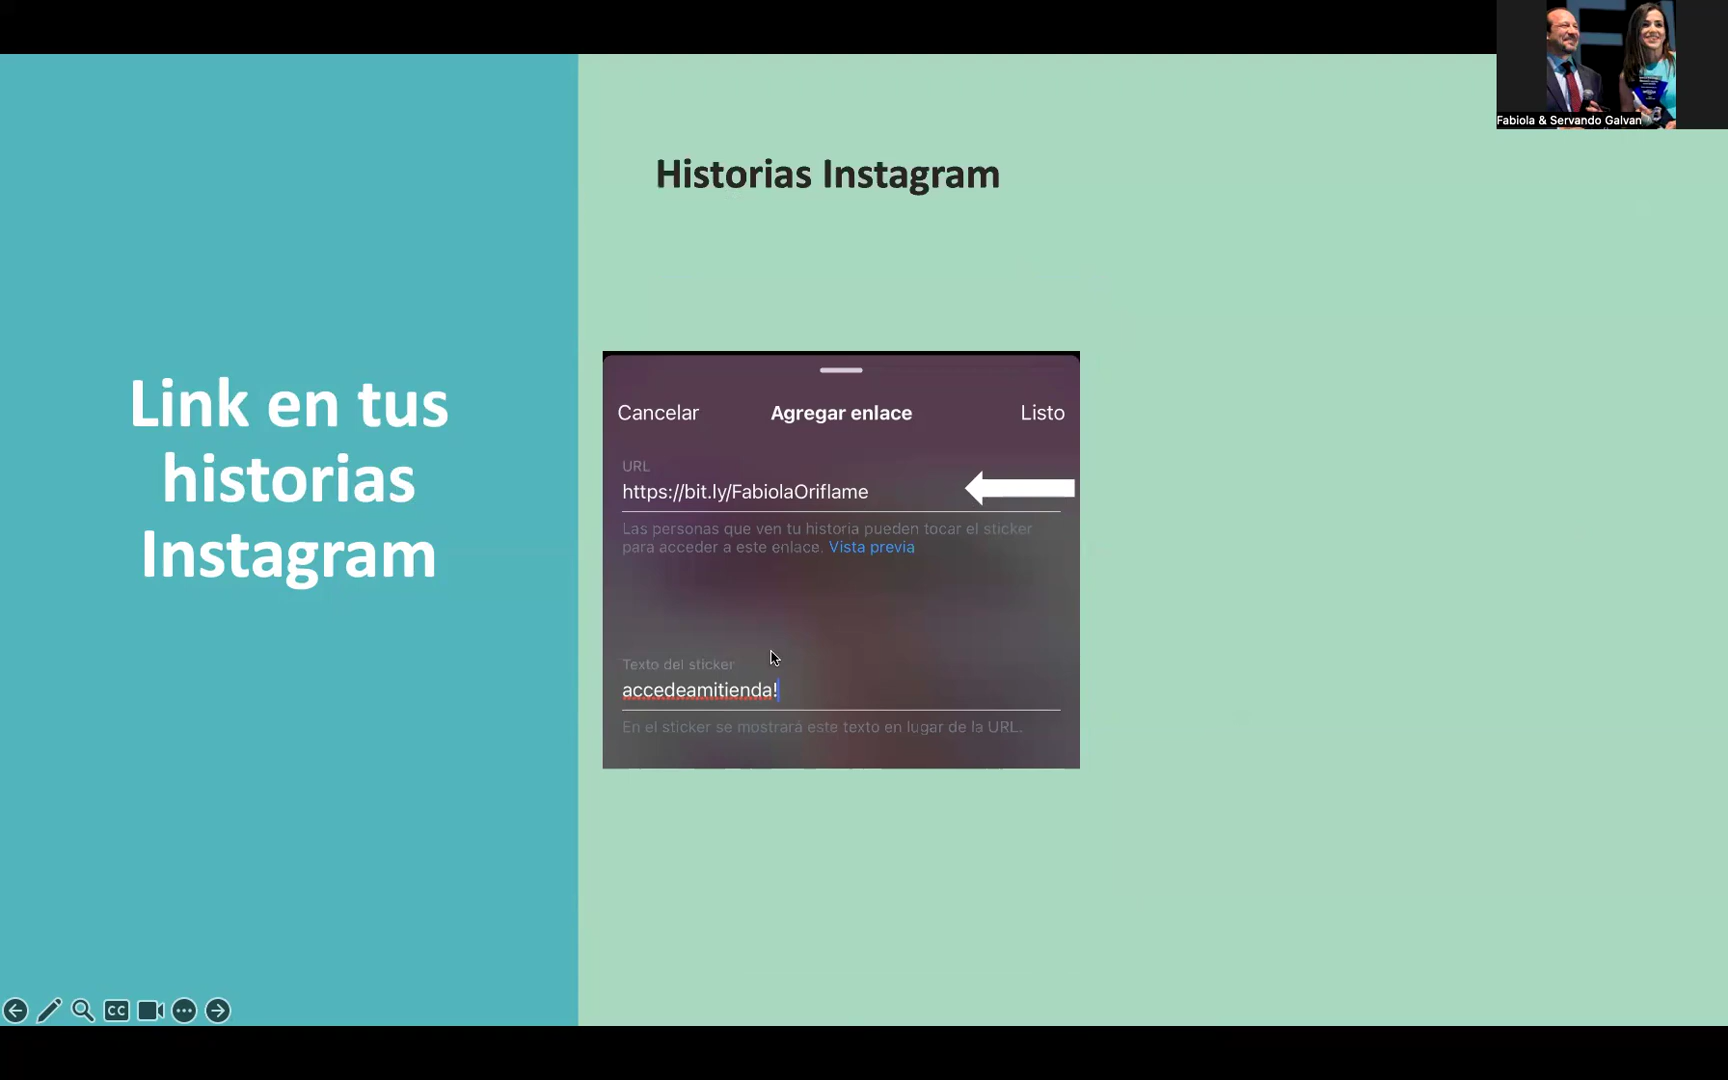 Fabiola & Servando Galvan
Link en tus
historias
Instagram
Historias Instagram
Cancelar
Agregar enlace
Listo
URL
https://bit.ly/FabiolaOriflame
Las personas que ven tu historia pueden tocar el sticker
para acceder a este enlace. Vista previa
Texto del sticker
accedeamitienda!
En el sticker se mostrará este texto en lugar de la URL.
CC